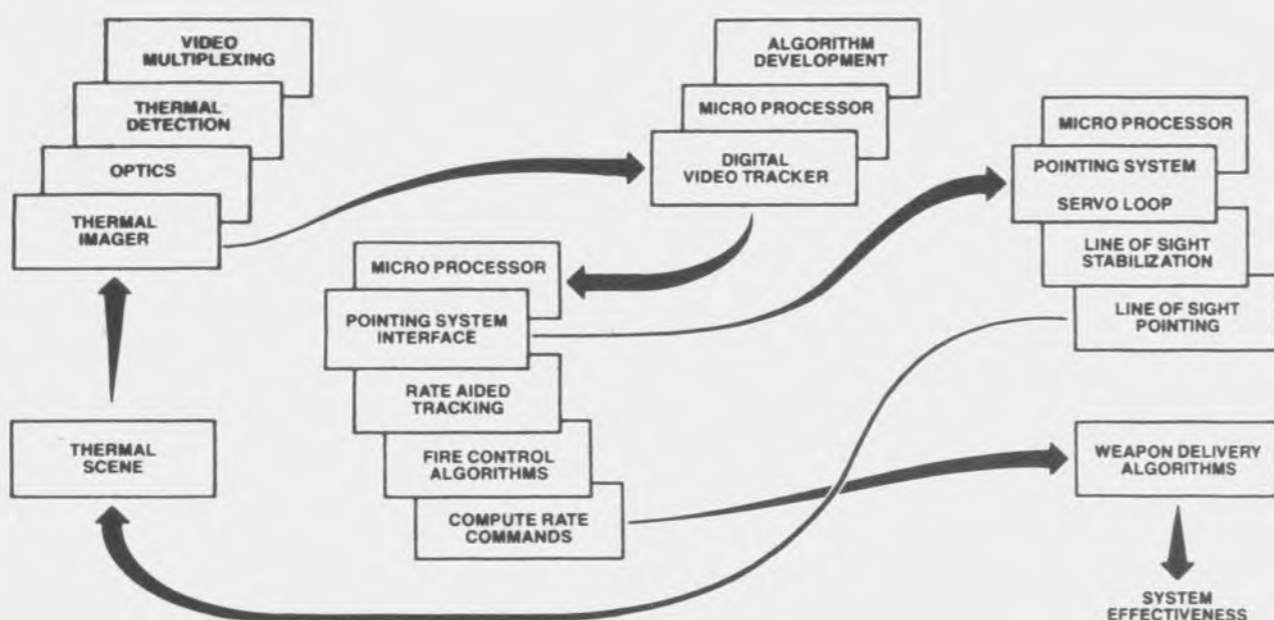 VIDEO
MULTIPLEXING
THERMAL
DETECTION
OPTICS
THERMAL
IMAGER
THERMAL
SCENE
ALGORITHM
DEVELOPMENT
MICRO PROCESSOR
DIGITAL
VIDEO TRACKER
MICRO PROCESSOR
POINTING SYSTEM
INTERFACE
RATE AIDED
TRACKING
FIRE CONTROL
ALGORITHMS
COMPUTE RATE
COMMANDS
MICRO PROCESSOR
POINTING SYSTEM
SERVO LOOP
LINE OF SIGHT
STABILIZATION
LINE OF SIGHT
POINTING
WEAPON DELIVERY
ALGORITHMS
SYSTEM
EFFECTIVENESS